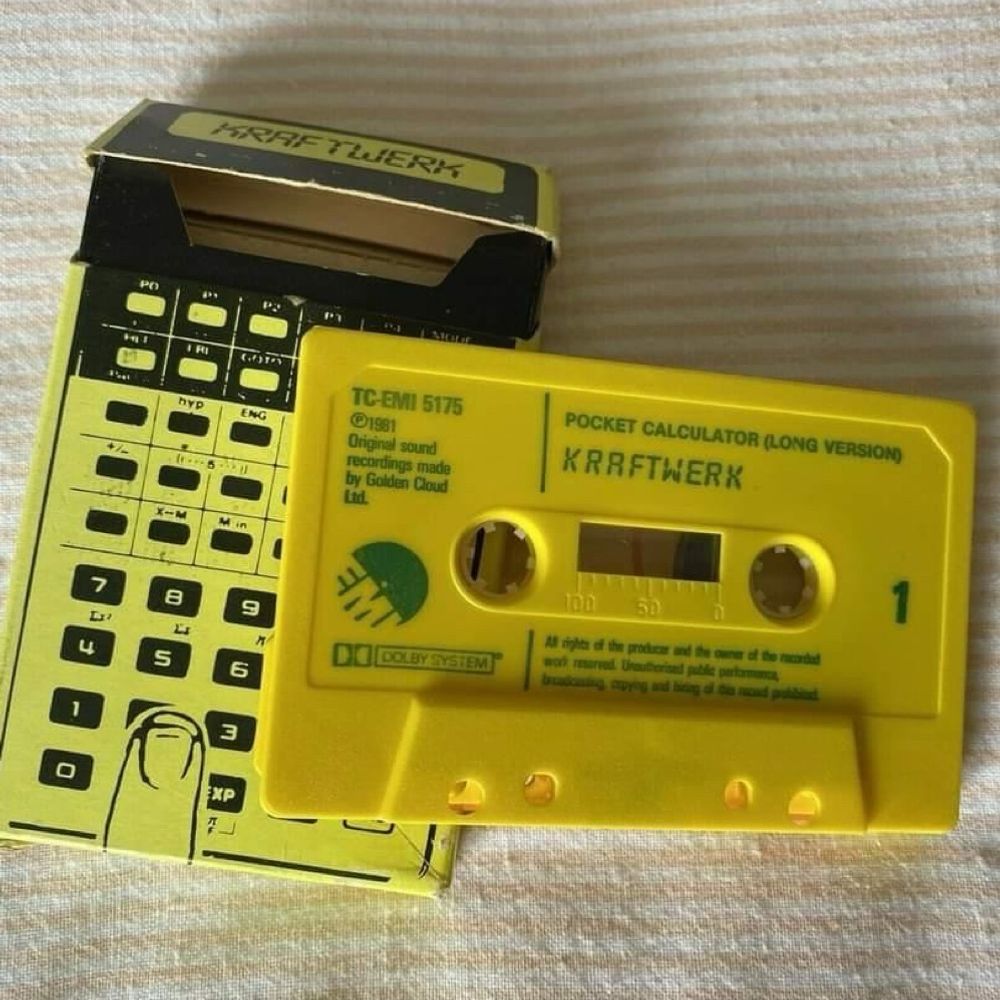 KRAFTWERK
P0 P1 P2 P3 P4 MODE
hyp ENG
+/-
X↔M M in
7 8 9
4 5 6
1 3
0
EXP
π
TC-EMI 5175
℗1981
Original sound
recordings made
by Golden Cloud
Ltd.
POCKET CALCULATOR (LONG VERSION)
KRAFTWERK
100 50 0
1
DOLBY SYSTEM
All rights of the producer and the owner of the recorded
work reserved. Unauthorised public performance,
broadcasting, copying and hiring of this record prohibited.